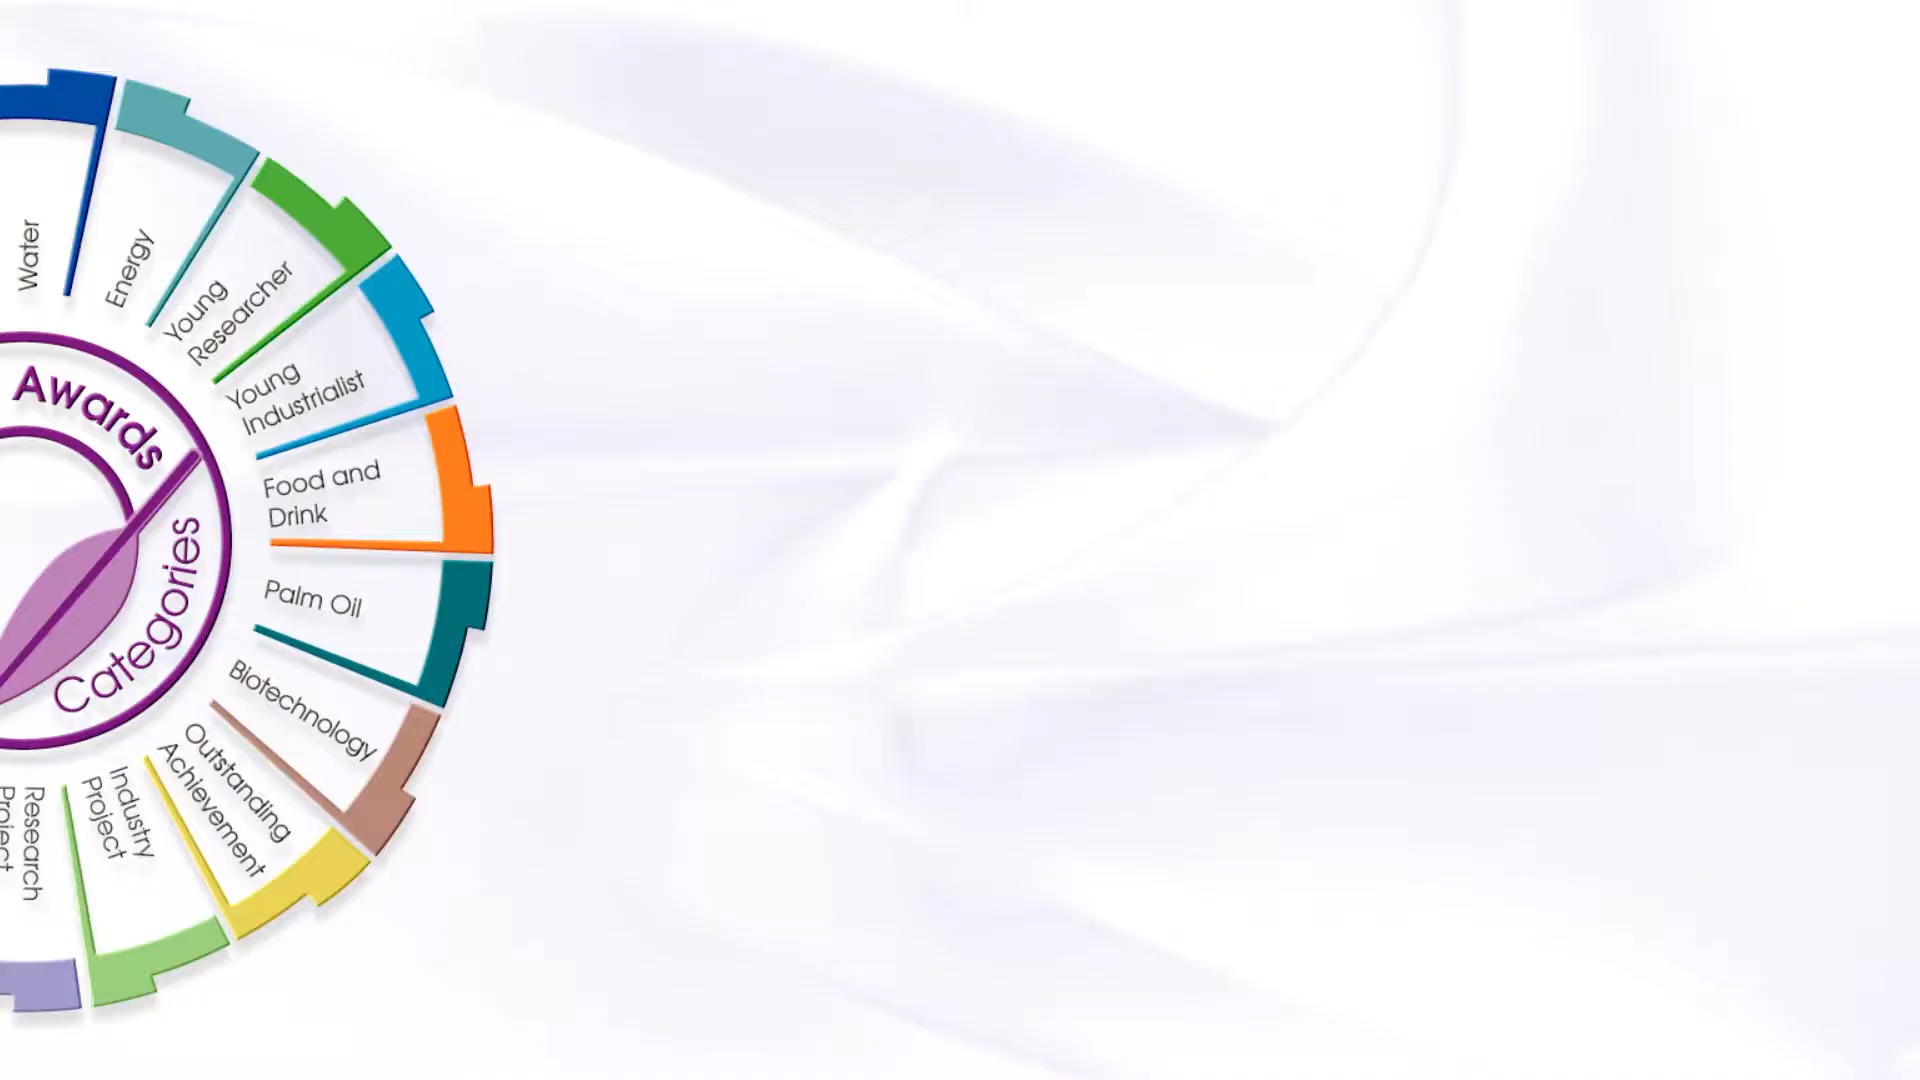 Awards
Categories
Water
Energy
Young
Researcher
Young
Industrialist
Food and
Drink
Palm Oil
Biotechnology
Outstanding
Achievement
Industry
Project
Research
Project